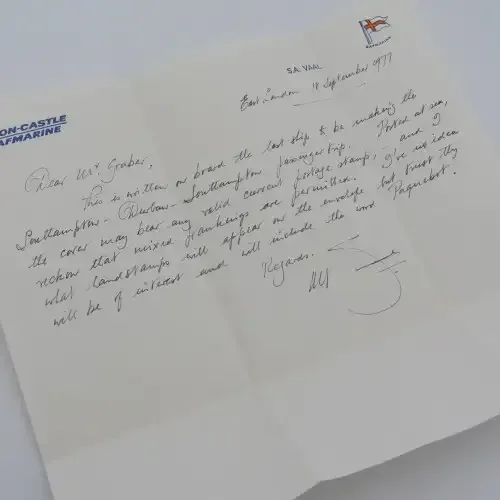 ON-CASTLE
AFMARINE
SAFMARINE
S.A. VAAL
East London 18 September 1977
Dear Mr. Graber,
This is written on board the last ship to be making the
Southampton - Durban - Southampton passenger trip. Posted at sea,
the cover may bear any valid current postage stamp, and I
reckon that mixed frankings are permitted. I've no idea
what handstamps will appear on the envelope but trust they
will be of interest and will include the word Paquebot.
Regards.